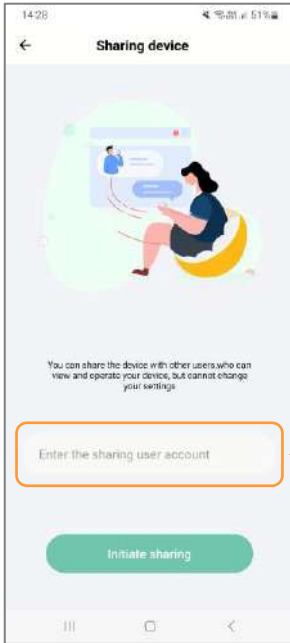 14:28
51%
Sharing device
You can share the device with other users,who can
view and operate your device, but cannot change
your settings
Enter the sharing user account
Initiate sharing